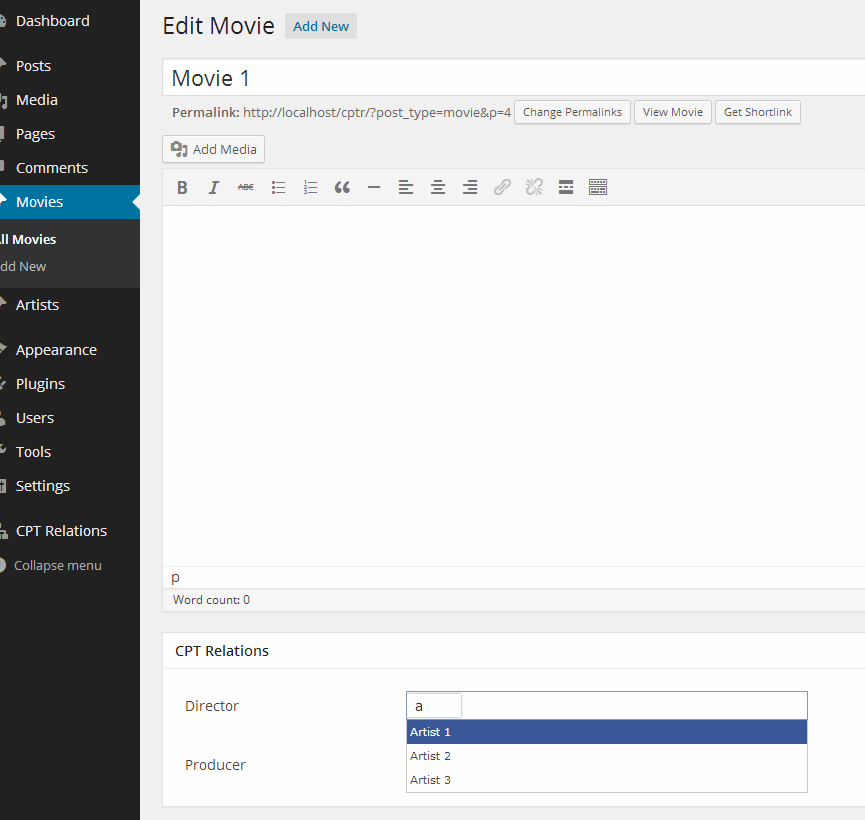 Dashboard
Posts
Media
Pages
Comments
Movies
ll Movies
dd New
Artists
Appearance
Plugins
Users
Tools
Settings
CPT Relations
Collapse menu
Edit Movie Add New
Movie 1
Permalink: http://localhost/cptr/?post_type=movie&p=4 Change Permalinks View Movie Get Shortlink
Add Media
B I ABC
p
Word count: 0
CPT Relations
Director a
Artist 1
Artist 2
Producer
Artist 3